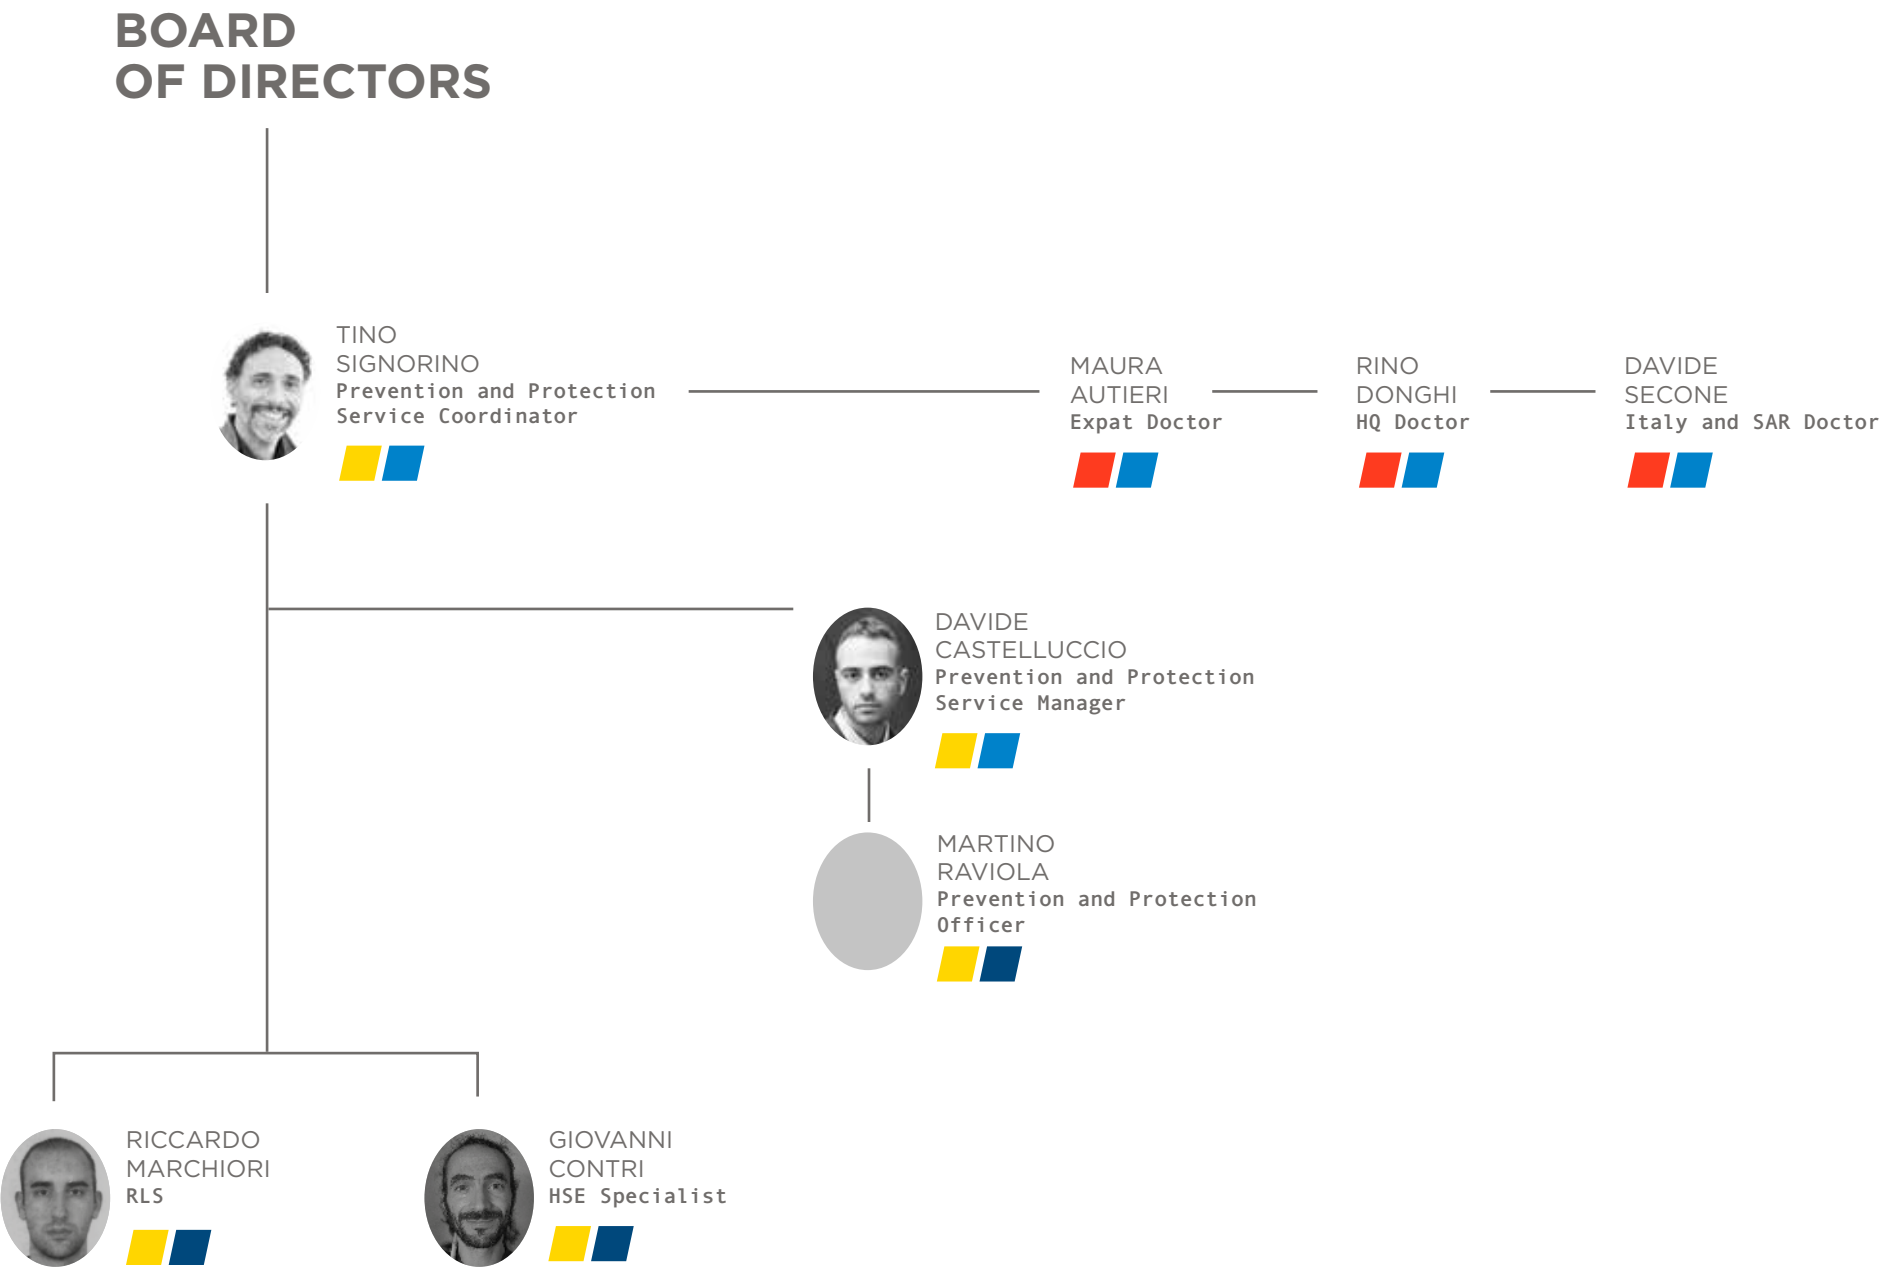 BOARD
OF DIRECTORS
TINO
SIGNORINO
Prevention and Protection
Service Coordinator
MAURA
AUTIERI
Expat Doctor
RINO
DONGHI
HQ Doctor
DAVIDE
SECONE
Italy and SAR Doctor
DAVIDE
CASTELLUCCIO
Prevention and Protection
Service Manager
MARTINO
RAVIOLA
Prevention and Protection
Officer
RICCARDO
MARCHIORI
RLS
GIOVANNI
CONTRI
HSE Specialist